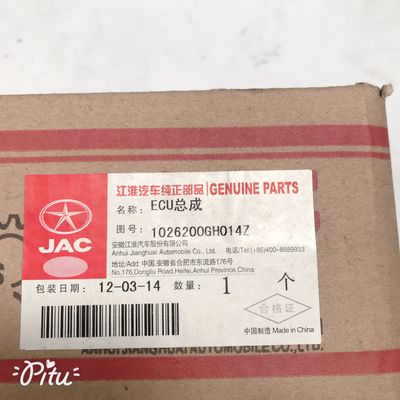 江淮汽车纯正部品 GENUINE PARTS
JAC
名称: ECU总成
图号: 1026200GH014Z
安徽江淮汽车股份有限公司
Anhui Jianghuai Automobile Co., Ltd. 电话/Tel:(+86)400-8889933
地址/Add: 中国.安徽省合肥市东流路176号
No.176,Dongliu Road,Heifei,Anhui Province,China
包装日期: 12-03-14 数量: 1 个
合格证
中国制造 Made in China
ANHUI JIANGHUAI AUTOMOBILE CO.,LTD.
Pitu